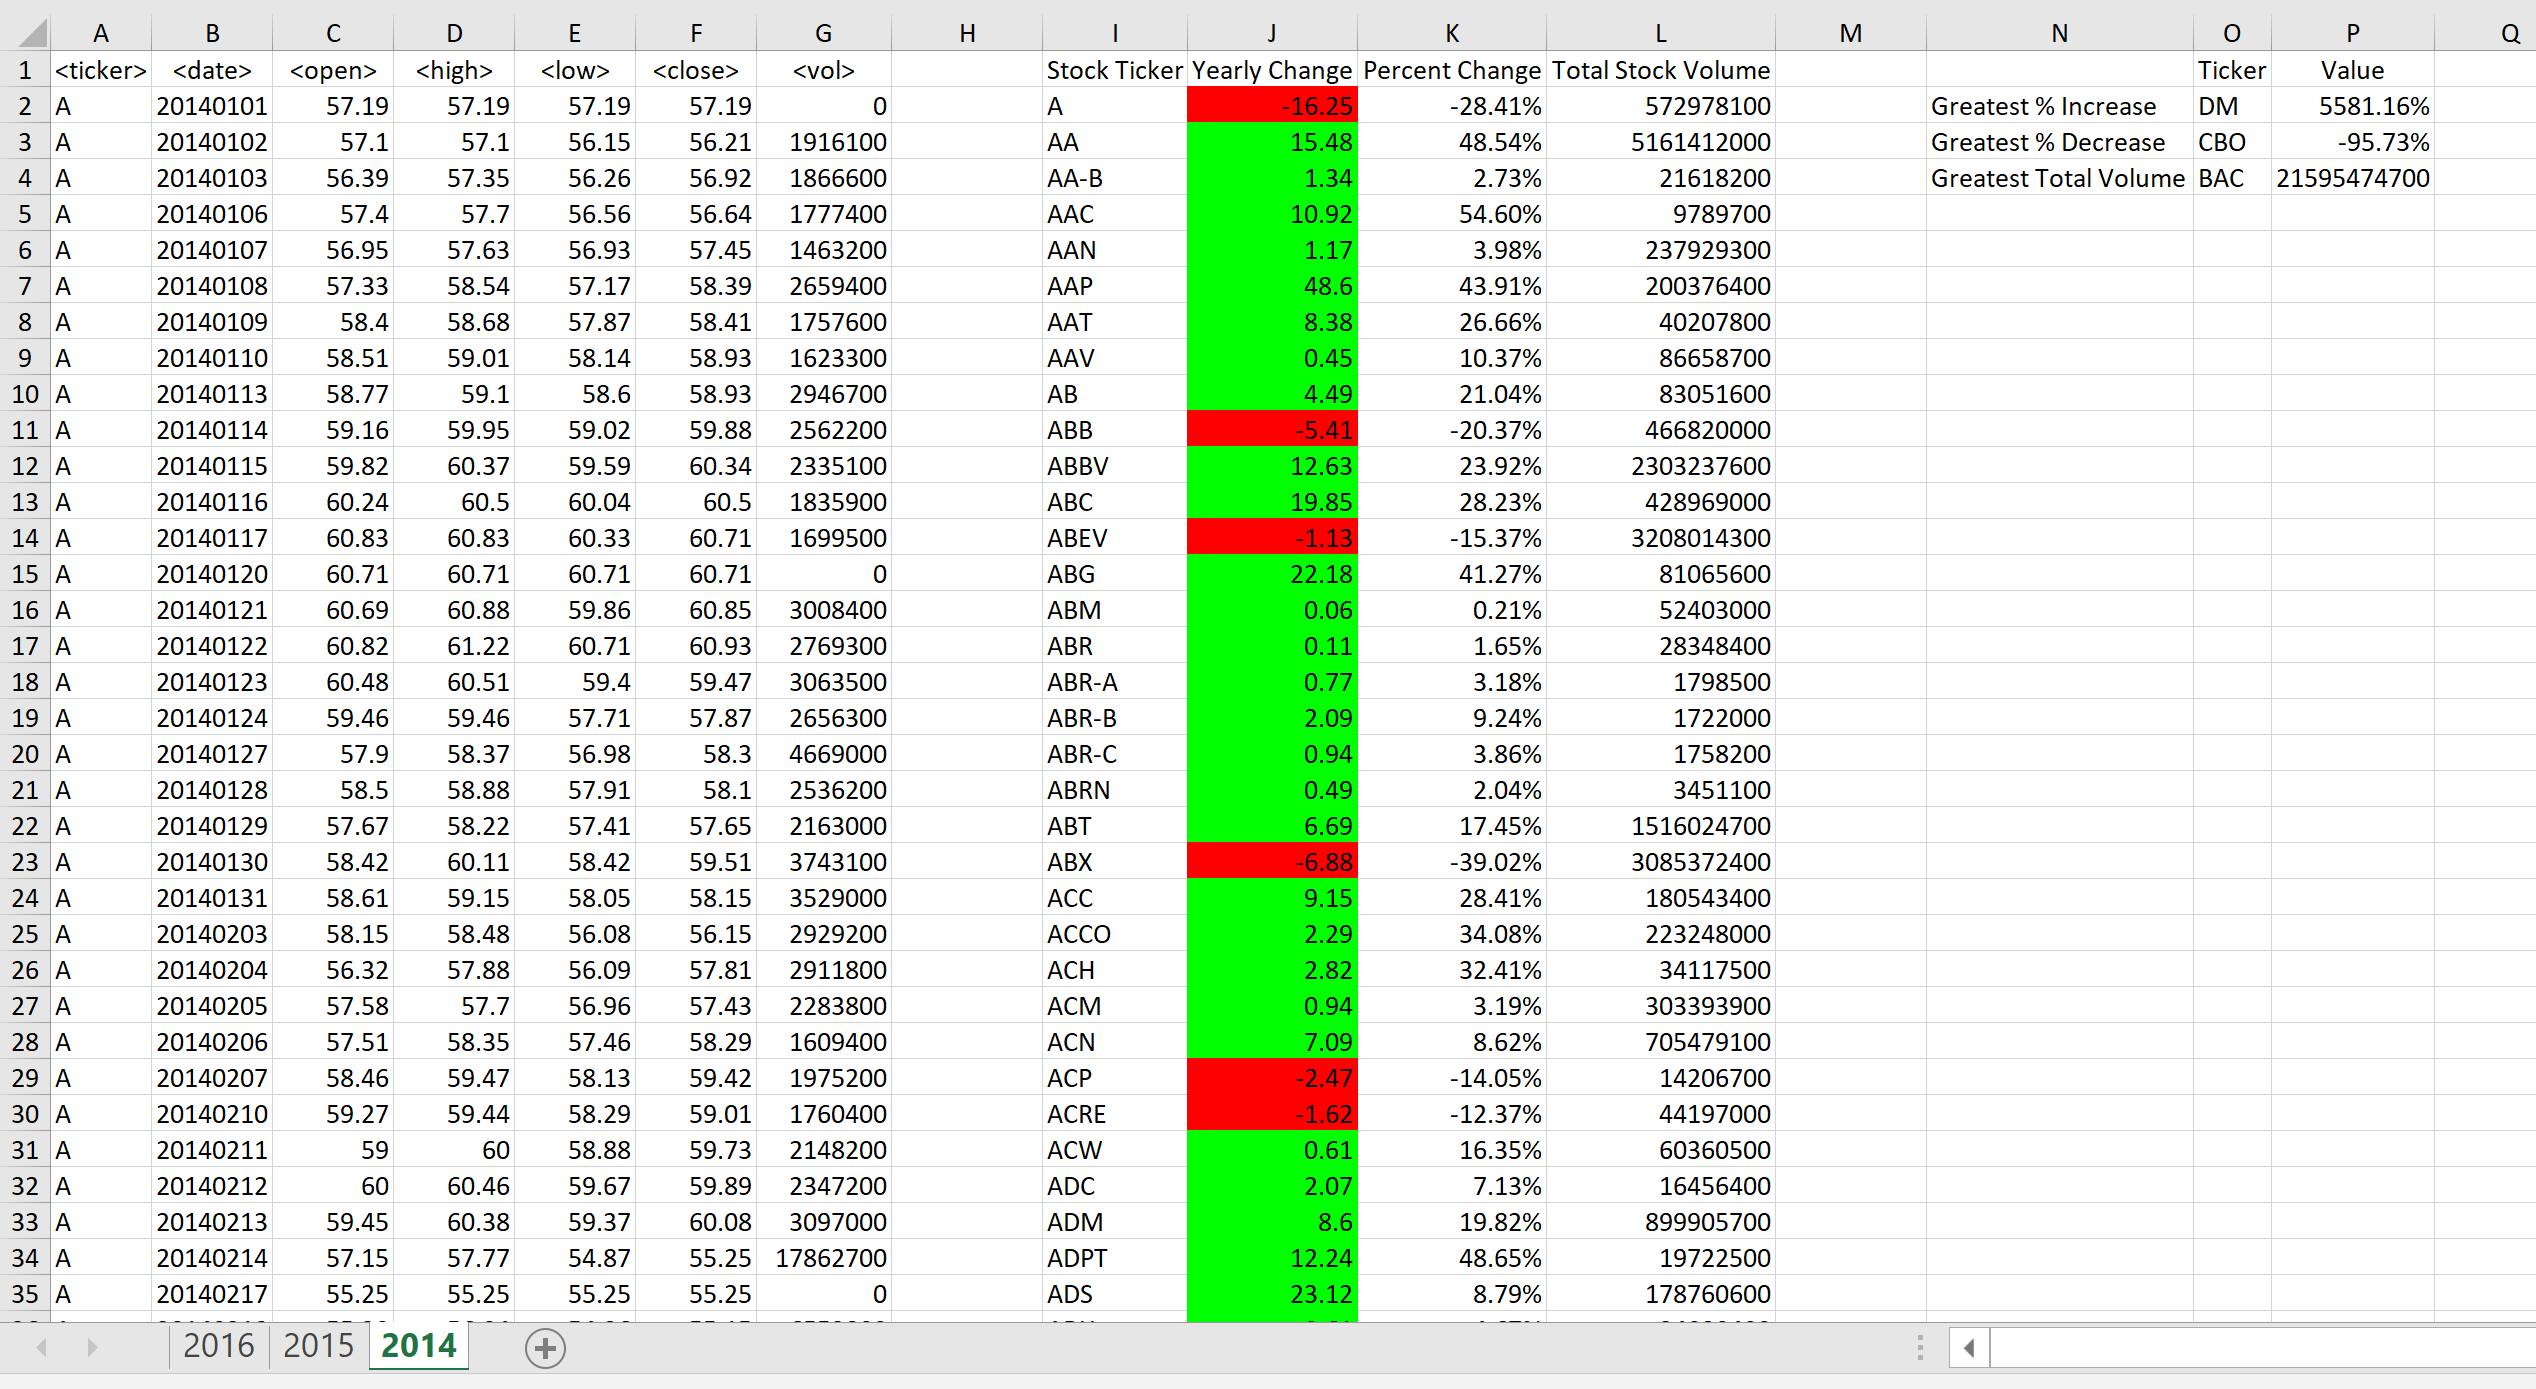 A B C D E F G H I J K L M N O P Q
1 <ticker> <date> <open> <high> <low> <close> <vol> Stock Ticker Yearly Change Percent Change Total Stock Volume Ticker Value
2 A 20140101 57.19 57.19 57.19 57.19 0 A -16.25 -28.41% 572978100 Greatest % Increase DM 5581.16%
3 A 20140102 57.1 57.1 56.15 56.21 1916100 AA 15.48 48.54% 5161412000 Greatest % Decrease CBO -95.73%
4 A 20140103 56.39 57.35 56.26 56.92 1866600 AA-B 1.34 2.73% 21618200 Greatest Total Volume BAC 21595474700
5 A 20140106 57.4 57.7 56.56 56.64 1777400 AAC 10.92 54.60% 9789700
6 A 20140107 56.95 57.63 56.93 57.45 1463200 AAN 1.17 3.98% 237929300
7 A 20140108 57.33 58.54 57.17 58.39 2659400 AAP 48.6 43.91% 200376400
8 A 20140109 58.4 58.68 57.87 58.41 1757600 AAT 8.38 26.66% 40207800
9 A 20140110 58.51 59.01 58.14 58.93 1623300 AAV 0.45 10.37% 86658700
10 A 20140113 58.77 59.1 58.6 58.93 2946700 AB 4.49 21.04% 83051600
11 A 20140114 59.16 59.95 59.02 59.88 2562200 ABB -5.41 -20.37% 466820000
12 A 20140115 59.82 60.37 59.59 60.34 2335100 ABBV 12.63 23.92% 2303237600
13 A 20140116 60.24 60.5 60.04 60.5 1835900 ABC 19.85 28.23% 428969000
14 A 20140117 60.83 60.83 60.33 60.71 1699500 ABEV -1.13 -15.37% 3208014300
15 A 20140120 60.71 60.71 60.71 60.71 0 ABG 22.18 41.27% 81065600
16 A 20140121 60.69 60.88 59.86 60.85 3008400 ABM 0.06 0.21% 52403000
17 A 20140122 60.82 61.22 60.71 60.93 2769300 ABR 0.11 1.65% 28348400
18 A 20140123 60.48 60.51 59.4 59.47 3063500 ABR-A 0.77 3.18% 1798500
19 A 20140124 59.46 59.46 57.71 57.87 2656300 ABR-B 2.09 9.24% 1722000
20 A 20140127 57.9 58.37 56.98 58.3 4669000 ABR-C 0.94 3.86% 1758200
21 A 20140128 58.5 58.88 57.91 58.1 2536200 ABRN 0.49 2.04% 3451100
22 A 20140129 57.67 58.22 57.41 57.65 2163000 ABT 6.69 17.45% 1516024700
23 A 20140130 58.42 60.11 58.42 59.51 3743100 ABX -6.88 -39.02% 3085372400
24 A 20140131 58.61 59.15 58.05 58.15 3529000 ACC 9.15 28.41% 180543400
25 A 20140203 58.15 58.48 56.08 56.15 2929200 ACCO 2.29 34.08% 223248000
26 A 20140204 56.32 57.88 56.09 57.81 2911800 ACH 2.82 32.41% 34117500
27 A 20140205 57.58 57.7 56.96 57.43 2283800 ACM 0.94 3.19% 303393900
28 A 20140206 57.51 58.35 57.46 58.29 1609400 ACN 7.09 8.62% 705479100
29 A 20140207 58.46 59.47 58.13 59.42 1975200 ACP -2.47 -14.05% 14206700
30 A 20140210 59.27 59.44 58.29 59.01 1760400 ACRE -1.62 -12.37% 44197000
31 A 20140211 59 60 58.88 59.73 2148200 ACW 0.61 16.35% 60360500
32 A 20140212 60 60.46 59.67 59.89 2347200 ADC 2.07 7.13% 16456400
33 A 20140213 59.45 60.38 59.37 60.08 3097000 ADM 8.6 19.82% 899905700
34 A 20140214 57.15 57.77 54.87 55.25 17862700 ADPT 12.24 48.65% 19722500
35 A 20140217 55.25 55.25 55.25 55.25 0 ADS 23.12 8.79% 178760600
2016 2015 2014